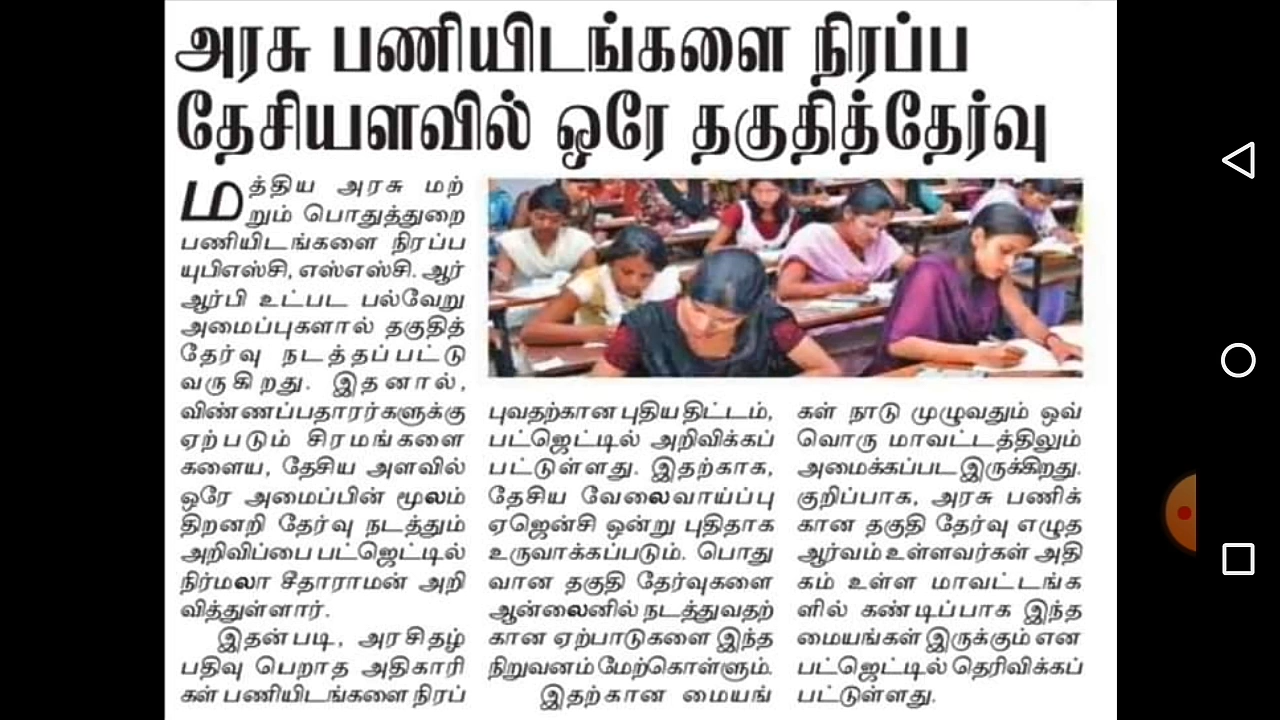 அரசு பணியிடங்களை நிரப்ப
தேசியளவில் ஒரே தகுதித்தேர்வு
மத்திய அரசு மற்
றும் பொதுத்துறை
பணியிடங்களை நிரப்ப
யுபிஎஸ்சி, எஸ்எஸ்சி. ஆர்
ஆர்பி உட்பட பல்வேறு
அமைப்புகளால் தகுதித்
தேர்வு நடத்தப்பட்டு
வருகிறது. இதனால்,
விண்ணப்பதாரர்களுக்கு
ஏற்படும் சிரமங்களை
களைய, தேசிய அளவில்
ஒரே அமைப்பின் மூலம்
திறனறி தேர்வு நடத்தும்
அறிவிப்பை பட்ஜெட்டில்
நிர்மலா சீதாராமன் அறி
வித்துள்ளார்.
இதன்படி, அரசிதழ்
பதிவு பெறாத அதிகாரி
கள் பணியிடங்களை நிரப்
புவதற்கான புதிய திட்டம்,
பட்ஜெட்டில் அறிவிக்கப்
பட்டுள்ளது. இதற்காக,
தேசிய வேலைவாய்ப்பு
ஏஜென்சி ஒன்று புதிதாக
உருவாக்கப்படும். பொது
வான தகுதி தேர்வுகளை
ஆன்லைனில் நடத்துவதற்
கான ஏற்பாடுகளை இந்த
நிறுவனம் மேற்கொள்ளும்.
இதற்கான மையங்
கள் நாடு முழுவதும் ஒவ்
வொரு மாவட்டத்திலும்
அமைக்கப்பட இருக்கிறது.
குறிப்பாக, அரசு பணிக்
கான தகுதி தேர்வு எழுத
ஆர்வம் உள்ளவர்கள் அதி
கம் உள்ள மாவட்டங்க
ளில் கண்டிப்பாக இந்த
மையங்கள் இருக்கும் என
பட்ஜெட்டில் தெரிவிக்கப்
பட்டுள்ளது.